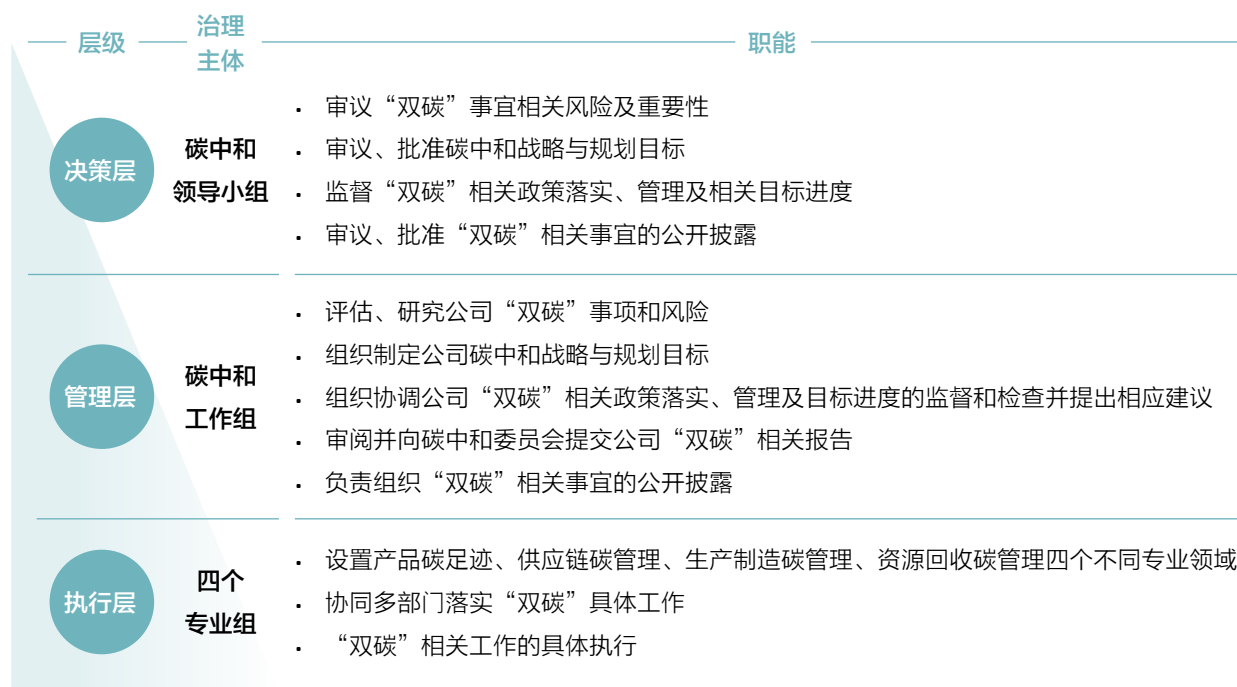 层级
治理
主体
职能
决策层
碳中和
领导小组
· 审议“双碳”事宜相关风险及重要性
· 审议、批准碳中和战略与规划目标
· 监督“双碳”相关政策落实、管理及相关目标进度
· 审议、批准“双碳”相关事宜的公开披露
管理层
碳中和
工作组
· 评估、研究公司“双碳”事项和风险
· 组织制定公司碳中和战略与规划目标
· 组织协调公司“双碳”相关政策落实、管理及目标进度的监督和检查并提出相应建议
· 审阅并向碳中和委员会提交公司“双碳”相关报告
· 负责组织“双碳”相关事宜的公开披露
执行层
四个
专业组
· 设置产品碳足迹、供应链碳管理、生产制造碳管理、资源回收碳管理四个不同专业领域
· 协同多部门落实“双碳”具体工作
· “双碳”相关工作的具体执行